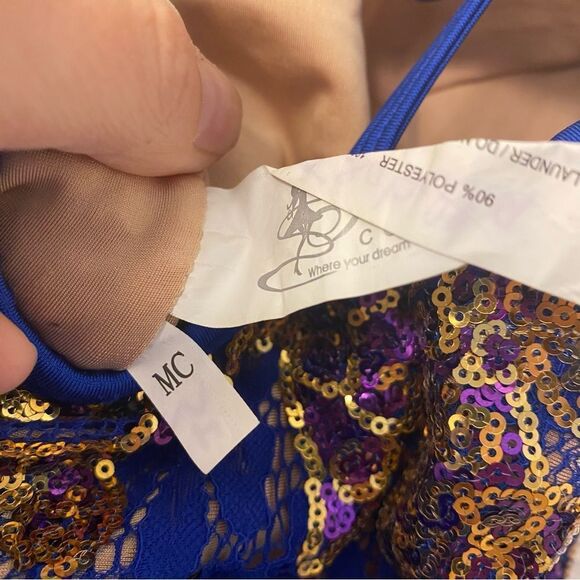 C
Where your dream
MC
90% POLYESTER
LAUNDER / DO